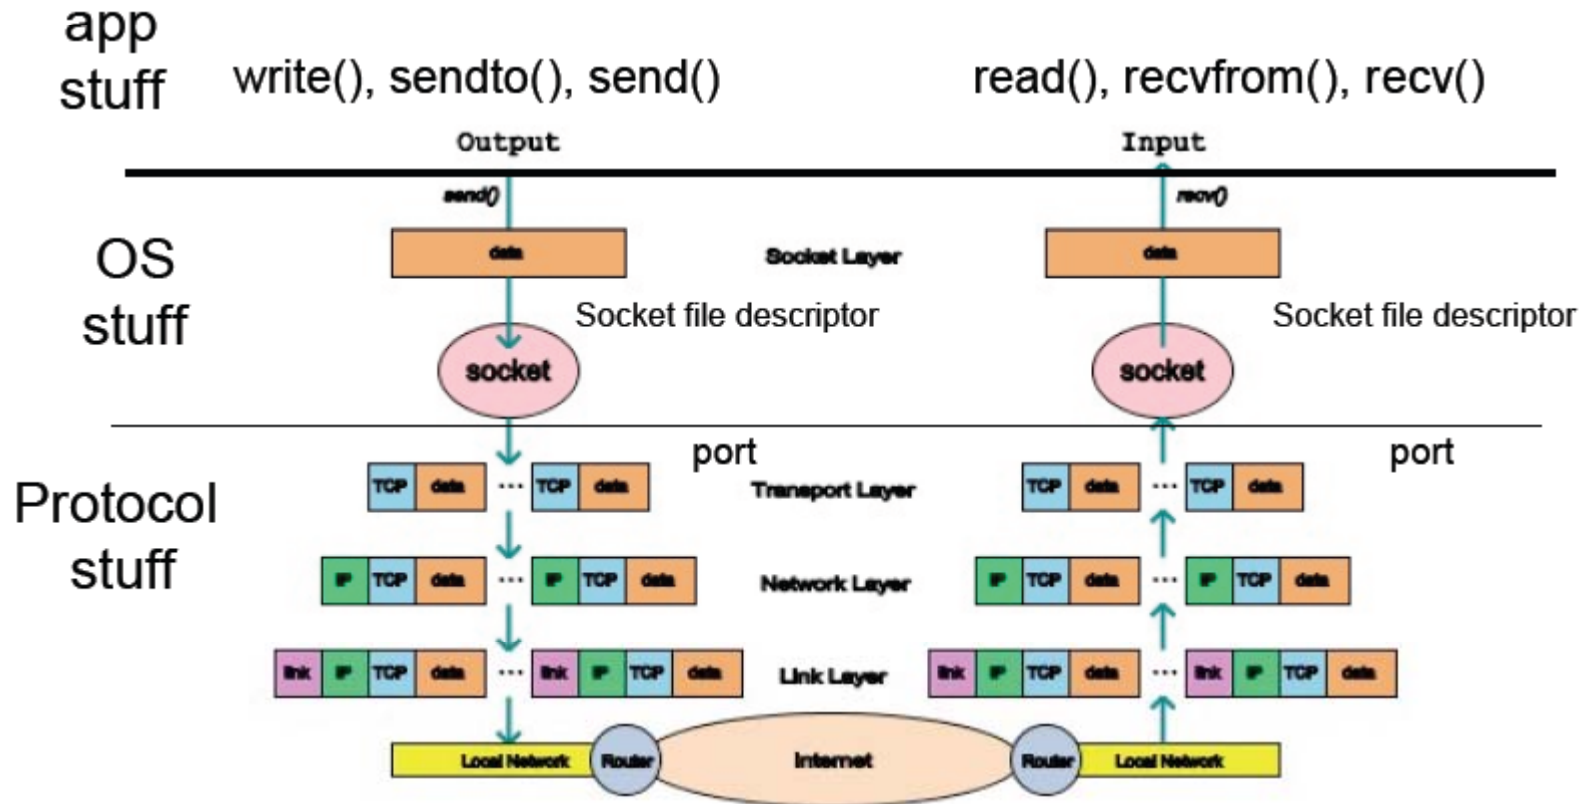 app
stuff
write(), sendto(), send()
read(), recvfrom(), recv()
Output
Input
send()
recv()
OS
stuff
data
Socket Layer
data
Socket file descriptor
Socket file descriptor
socket
socket
port
port
Protocol
stuff
TCP data ... TCP data
Transport Layer
TCP data ... TCP data
IP TCP data ... IP TCP data
Network Layer
IP TCP data ... IP TCP data
link IP TCP data ... link IP TCP data
Link Layer
link IP TCP data ... link IP TCP data
Local Network
Router
Internet
Router
Local Network